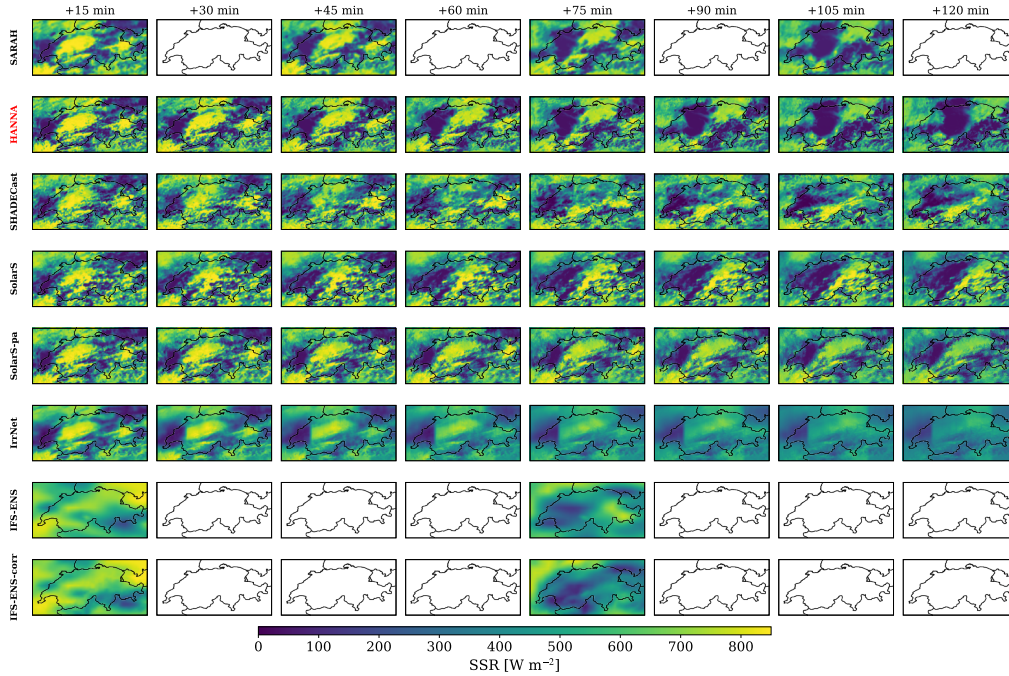 +15 min +30 min +45 min +60 min +75 min +90 min +105 min +120 min
SARAH
HANNA
SHADECast
SolarS
SolarS-pa
IrrNet
IFS-ENS
IFS-ENS-corr
0 100 200 300 400 500 600 700 800
SSR [W m⁻²]